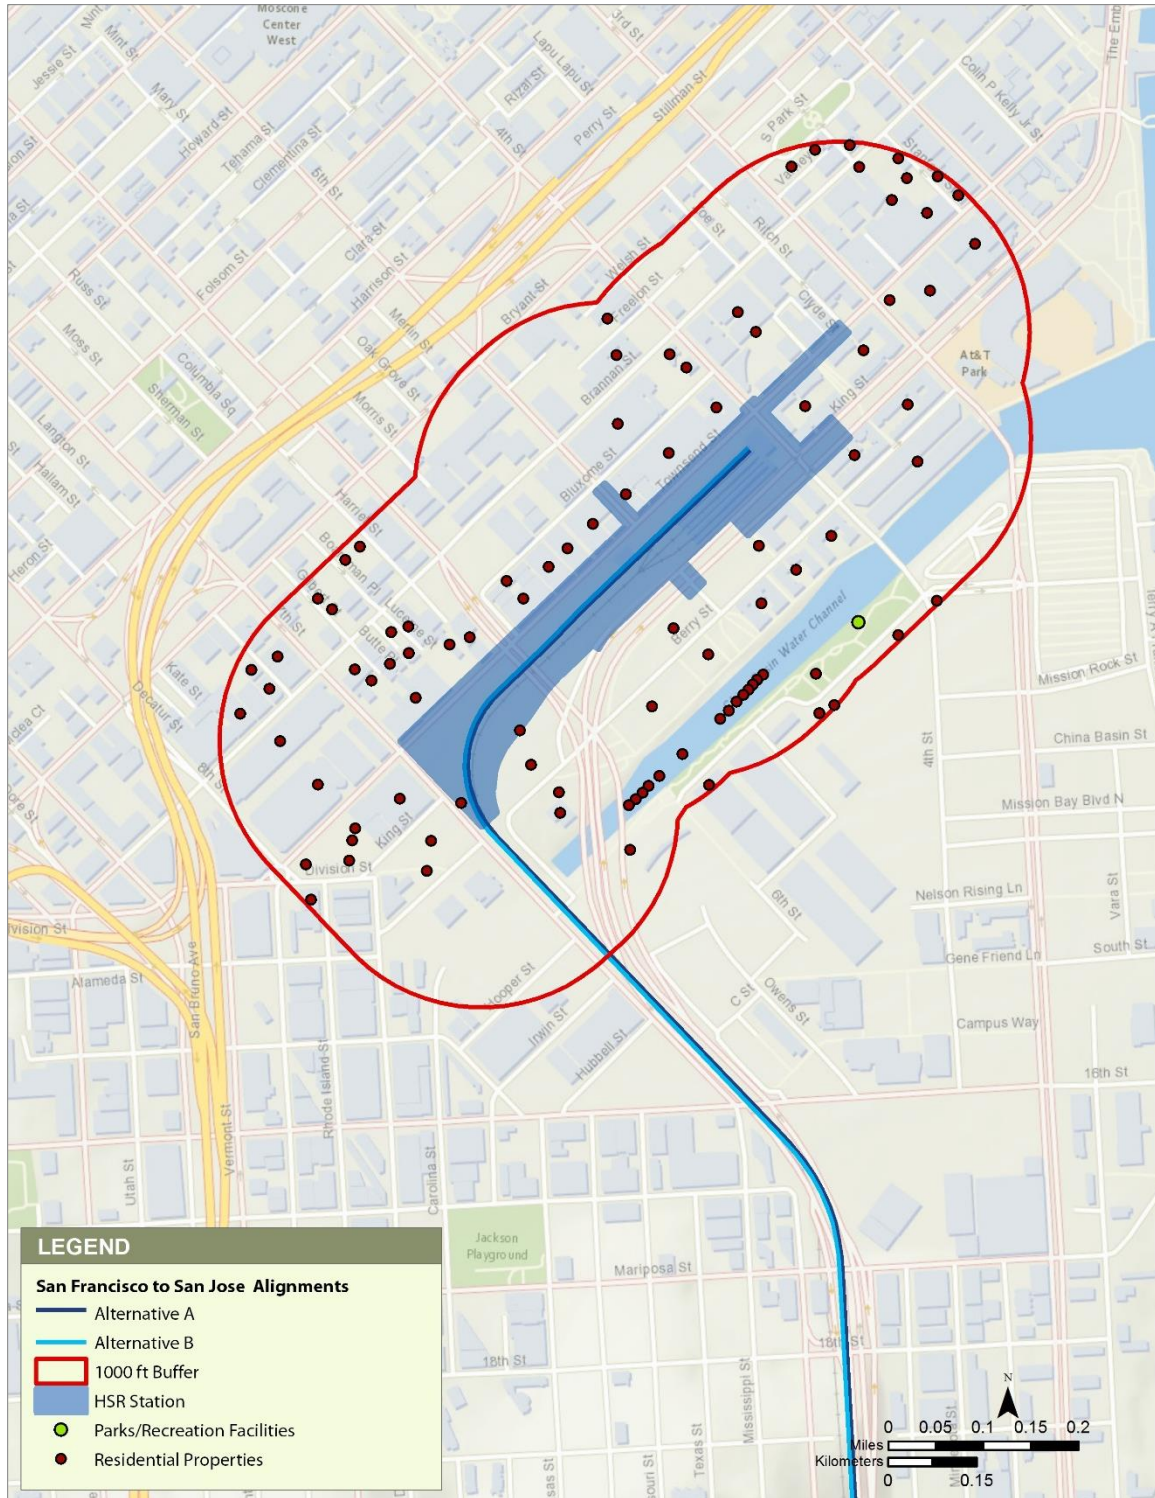 Moscone
Center
West
Mint St
Mint St
Jessie St
Mary St
Howard St
Tehama St
Clementina St
3rd St
Lapu Lapu St
Rizal St
4th St
Perry St
Stillman St
The Emb
Colin P Kelly Jr St
S Park St
5th St
Clara St
Harrison St
Folsom St
Russ St
Moss St
Columbia Sq
Sherman St
Langton St
Hallam St
Heron St
Merlin St
Oak Grove St
Morris St
Bryant St
Welsh St
Freelon St
Ritch St
Clyde St
Brannan St
Bluxome St
Townsend St
King St
At&T
Park
Harriet St
Lucerne St
Butte Pl
7th St
Kate St
Decatur St
8th St
Berry St
Water Channel
King St
Division St
Mission Rock St
4th St
China Basin St
Mission Bay Blvd N
Nelson Rising Ln
Vara St
South St
Gene Friend Ln
6th St
Owens St
C St
Campus Way
16th St
Alameda St
San Bruno Ave
Hooper St
Irwin St
Hubbell St
Rhode Island St
Vermont St
Utah St
Carolina St
Jackson
Playground
Mariposa St
18th St
18th St
Mississippi St
Texas St
LEGEND
San Francisco to San Jose Alignments
Alternative A
Alternative B
1000 ft Buffer
HSR Station
Parks/Recreation Facilities
Residential Properties
N
0 0.05 0.1 0.15 0.2
Miles
Kilometers
0 0.15